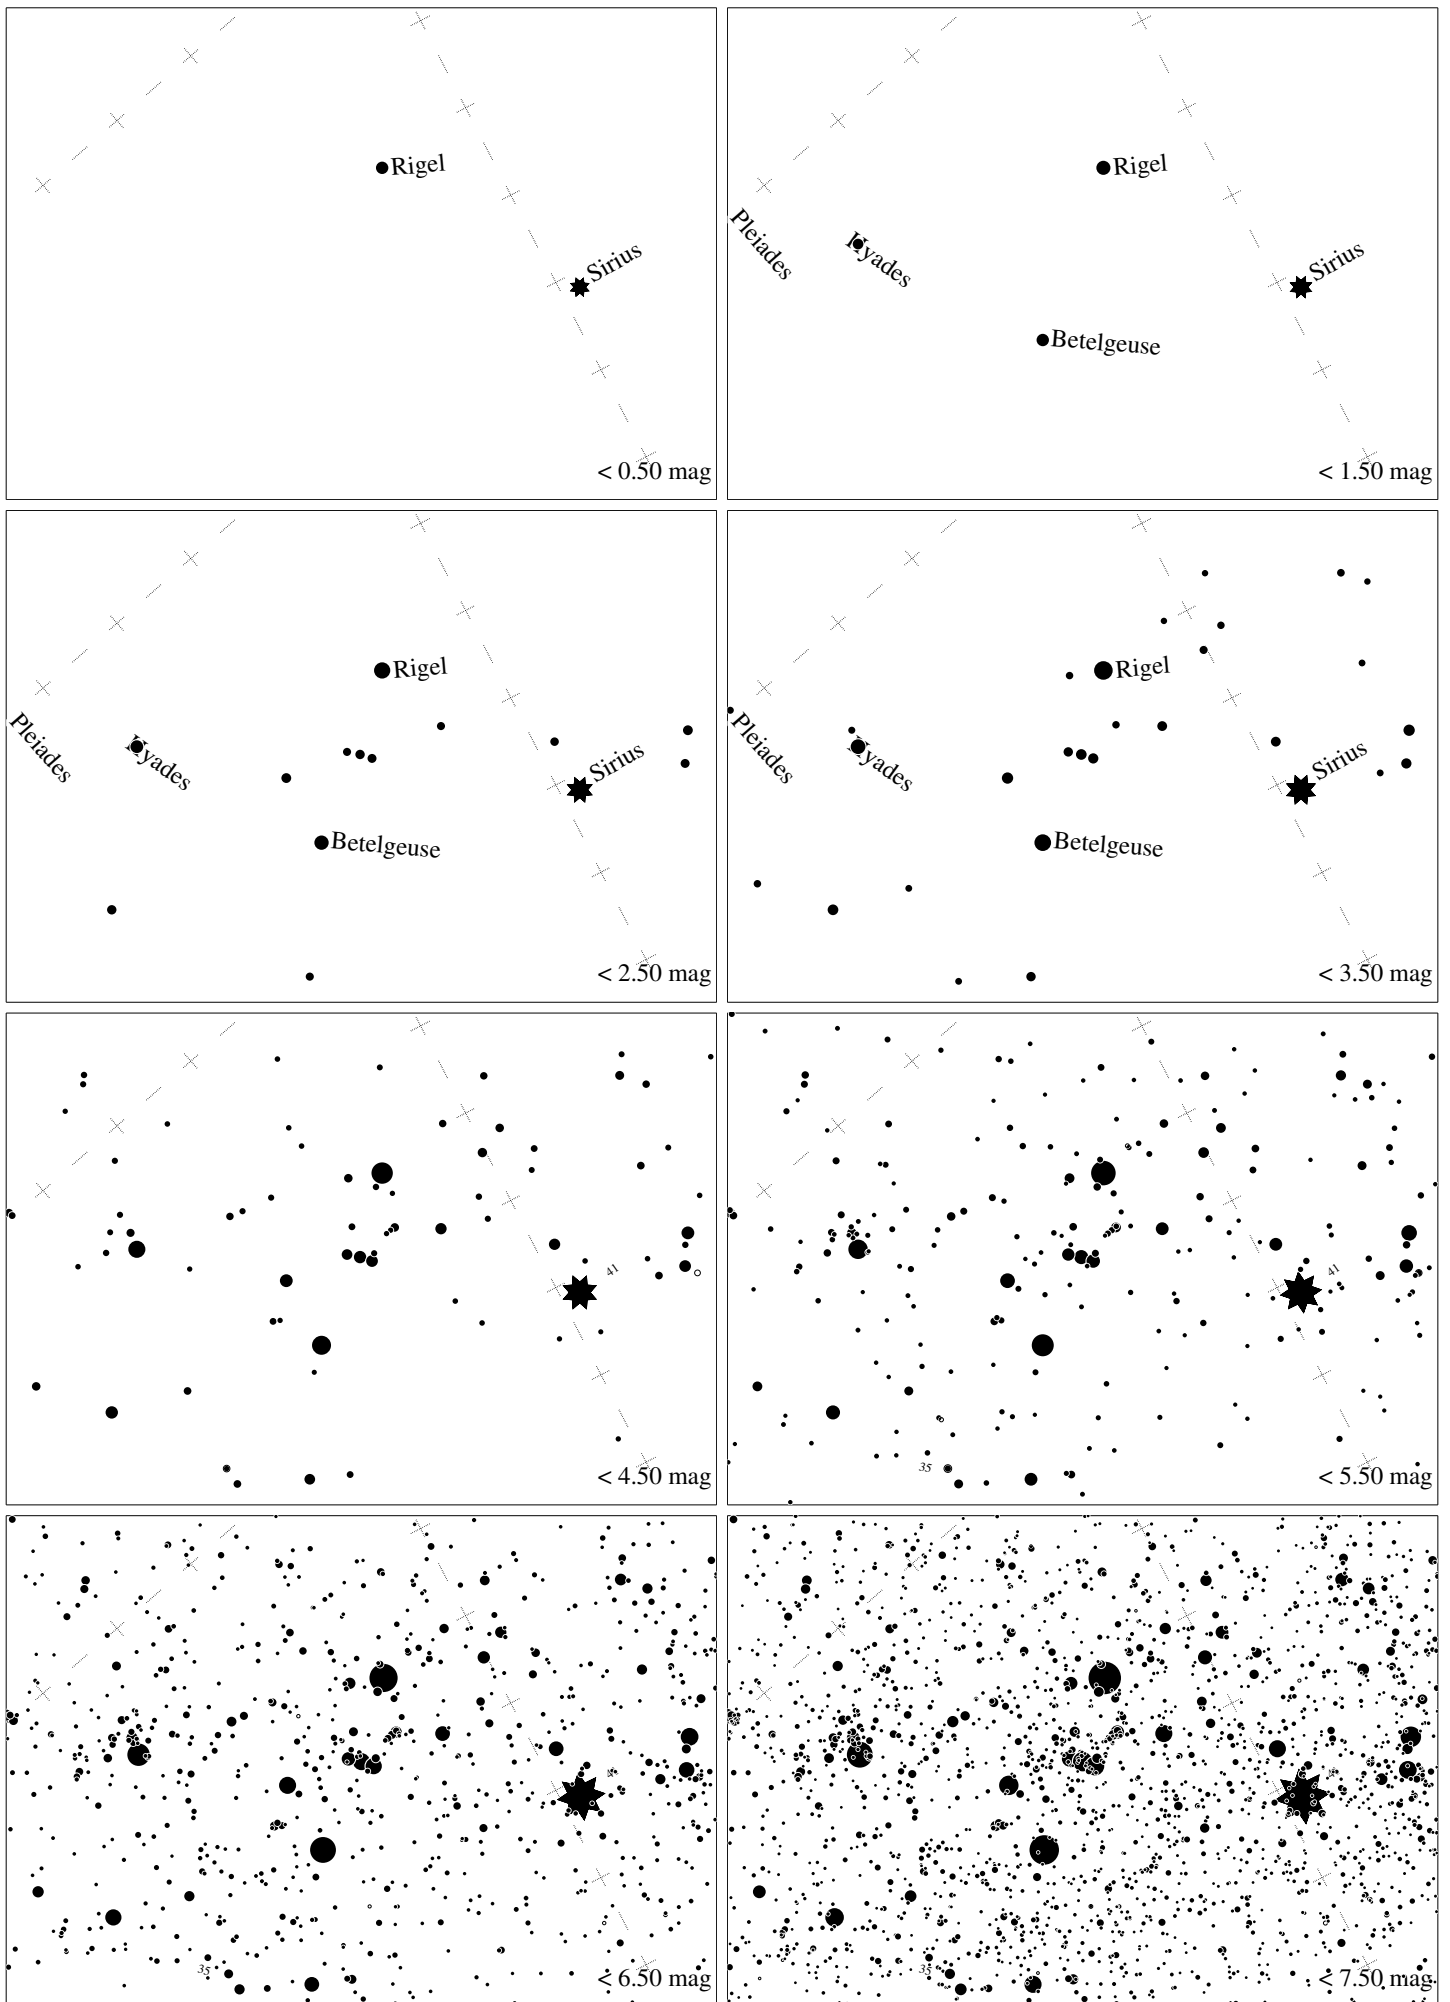 Rigel
Sirius
< 0.50 mag
Rigel
Pleiades
Hyades
Sirius
Betelgeuse
< 1.50 mag
Rigel
Pleiades
Hyades
Sirius
Betelgeuse
< 2.50 mag
Rigel
Pleiades
Hyades
Sirius
Betelgeuse
< 3.50 mag
41
< 4.50 mag
41
35
< 5.50 mag
35
< 6.50 mag
35
< 7.50 mag